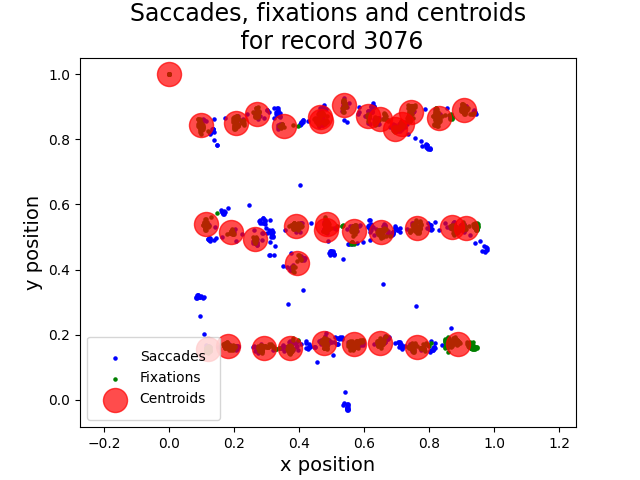 Saccades, fixations and centroids
for record 3076
1.0
0.8
0.6
0.4
0.2
0.0
y position
Saccades
Fixations
Centroids
−0.2 0.0 0.2 0.4 0.6 0.8 1.0 1.2
x position